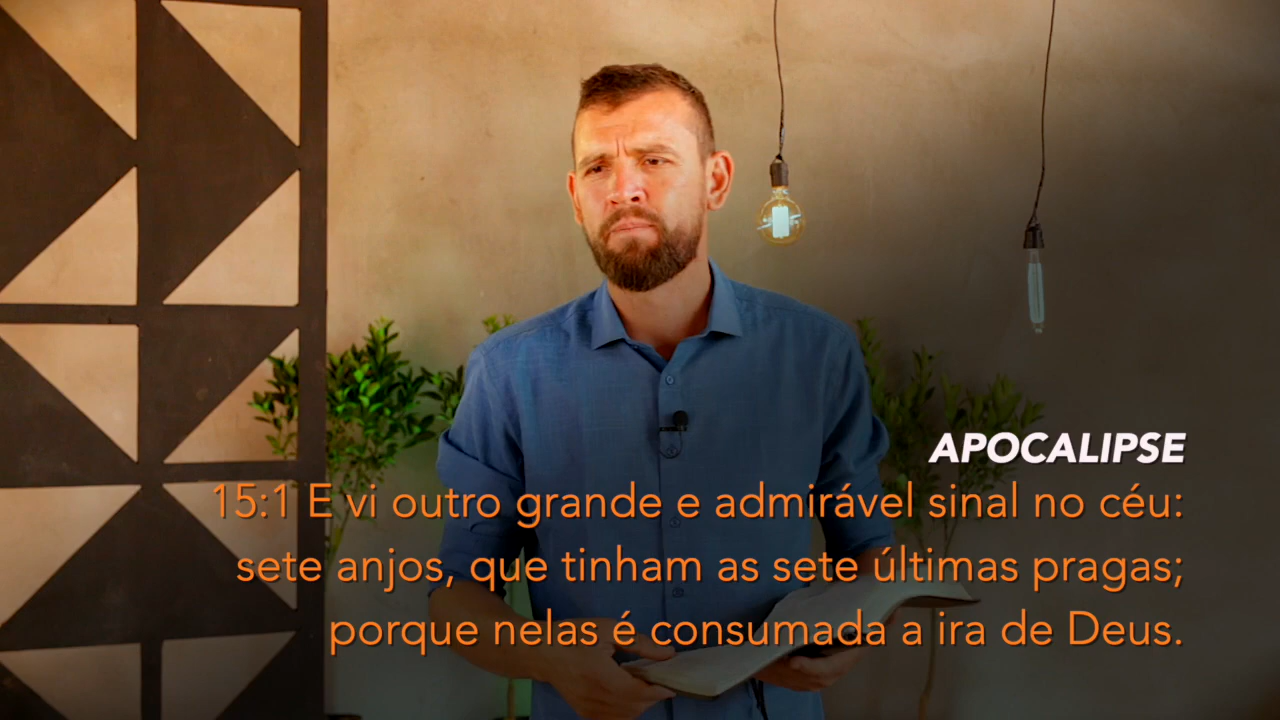 APOCALIPSE
15:1 E vi outro grande e admirável sinal no céu:
sete anjos, que tinham as sete últimas pragas;
porque nelas é consumada a ira de Deus.